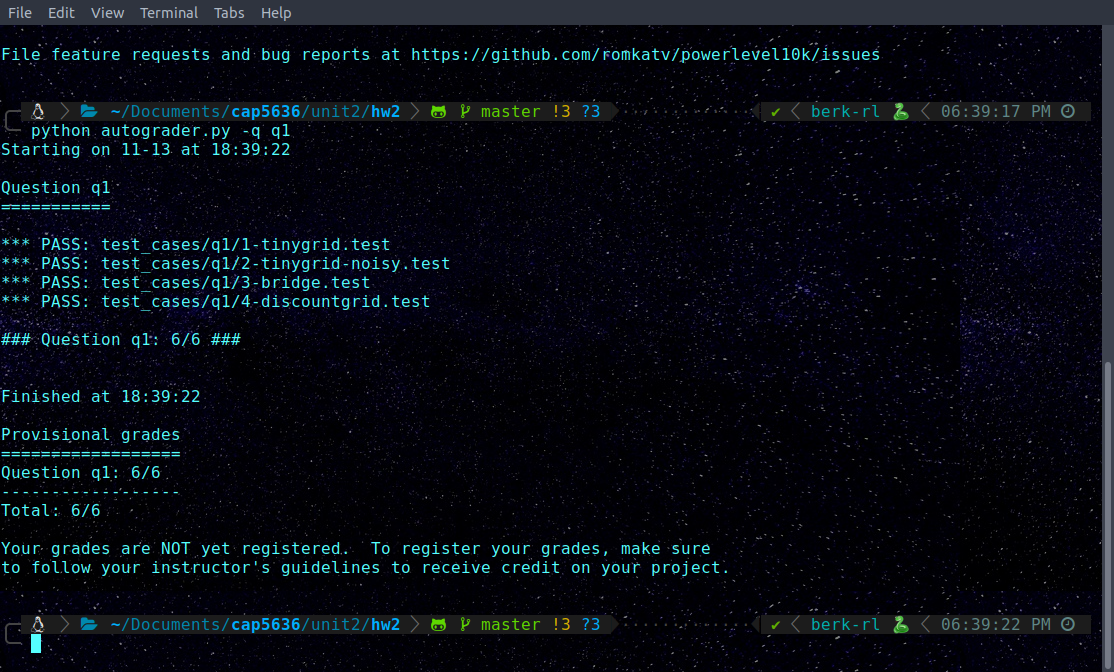 File Edit View Terminal Tabs Help
File feature requests and bug reports at https://github.com/romkatv/powerlevel10k/issues
~/Documents/cap5636/unit2/hw2 master !3 ?3 ✔ berk-rl 06:39:17 PM
python autograder.py -q q1
Starting on 11-13 at 18:39:22
Question q1
===========
*** PASS: test_cases/q1/1-tinygrid.test
*** PASS: test_cases/q1/2-tinygrid-noisy.test
*** PASS: test_cases/q1/3-bridge.test
*** PASS: test_cases/q1/4-discountgrid.test
### Question q1: 6/6 ###
Finished at 18:39:22
Provisional grades
==================
Question q1: 6/6
------------------
Total: 6/6
Your grades are NOT yet registered.  To register your grades, make sure
to follow your instructor's guidelines to receive credit on your project.
~/Documents/cap5636/unit2/hw2 master !3 ?3 ✔ berk-rl 06:39:22 PM